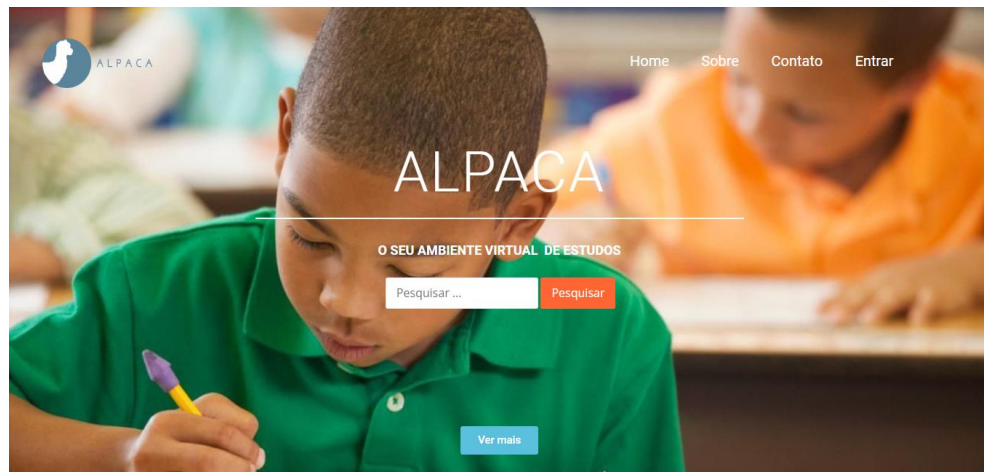 ALPACA
Home Sobre Contato Entrar
ALPACA
O SEU AMBIENTE VIRTUAL DE ESTUDOS
Pesquisar ... Pesquisar
Ver mais